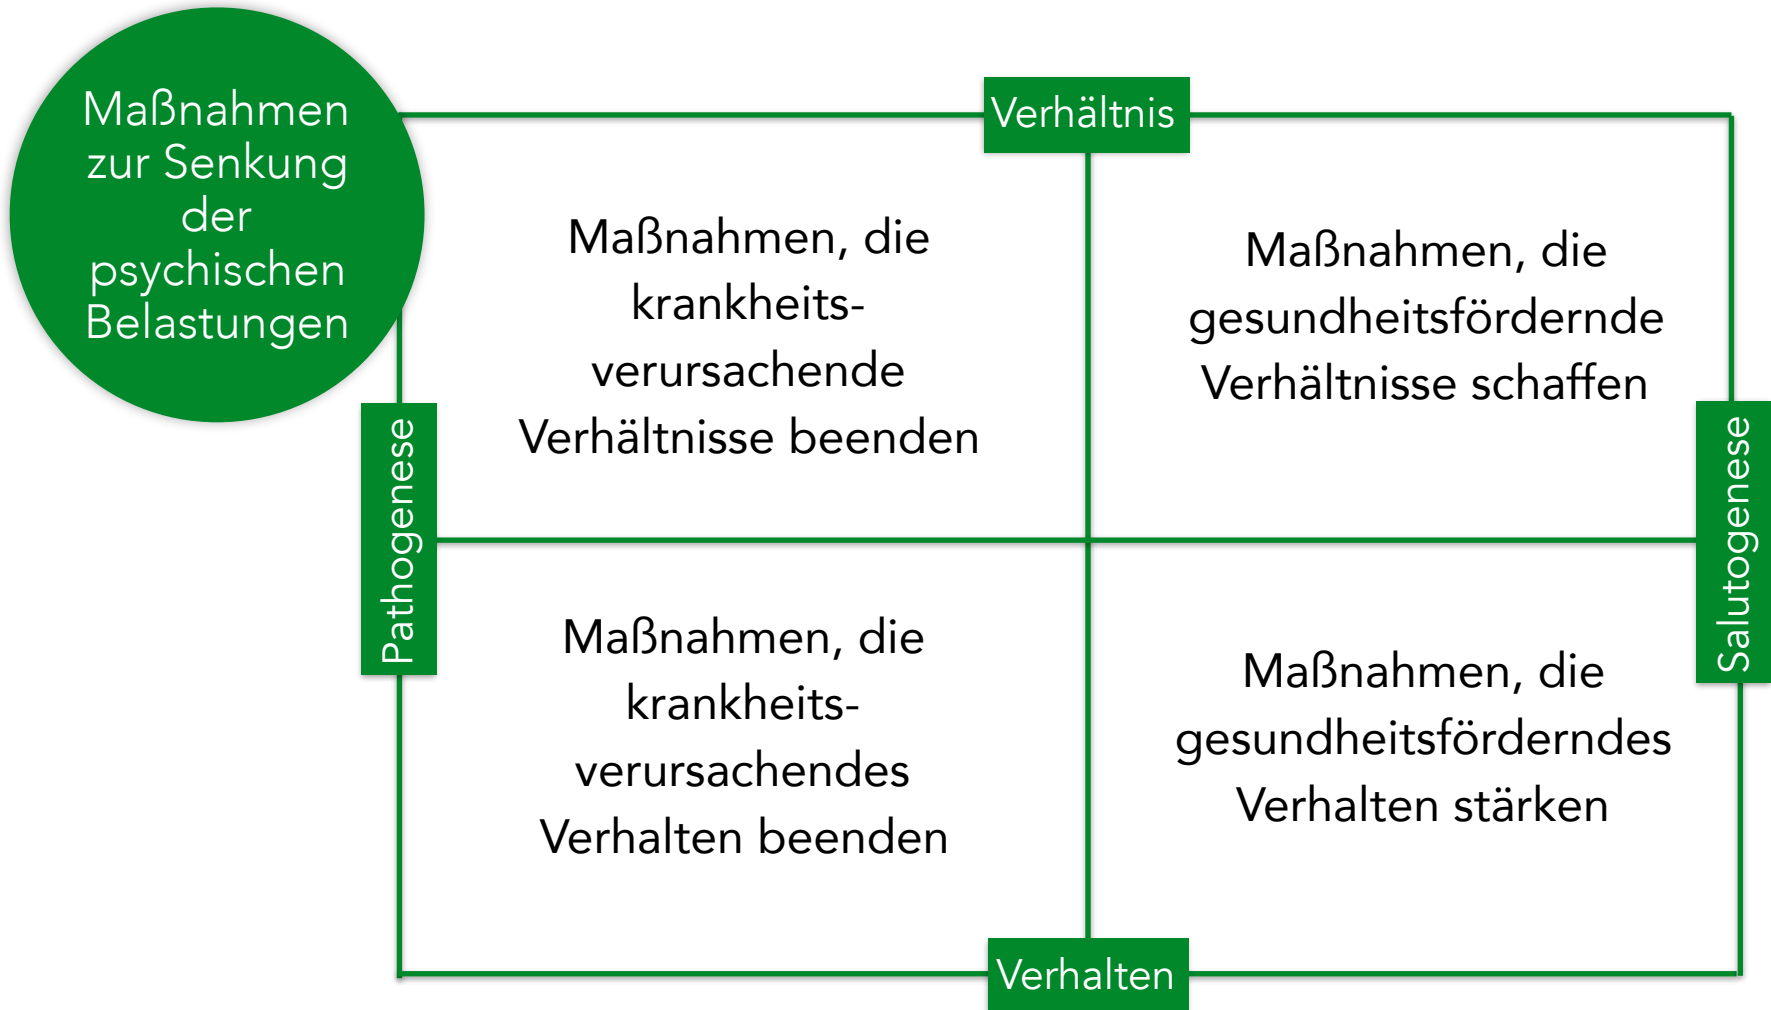 Maßnahmen
zur Senkung
der
psychischen
Belastungen
Verhältnis
Maßnahmen, die
krankheits-
verursachende
Verhältnisse beenden
Maßnahmen, die
gesundheitsfördernde
Verhältnisse schaffen
Pathogenese
Salutogenese
Maßnahmen, die
krankheits-
verursachendes
Verhalten beenden
Maßnahmen, die
gesundheitsförderndes
Verhalten stärken
Verhalten